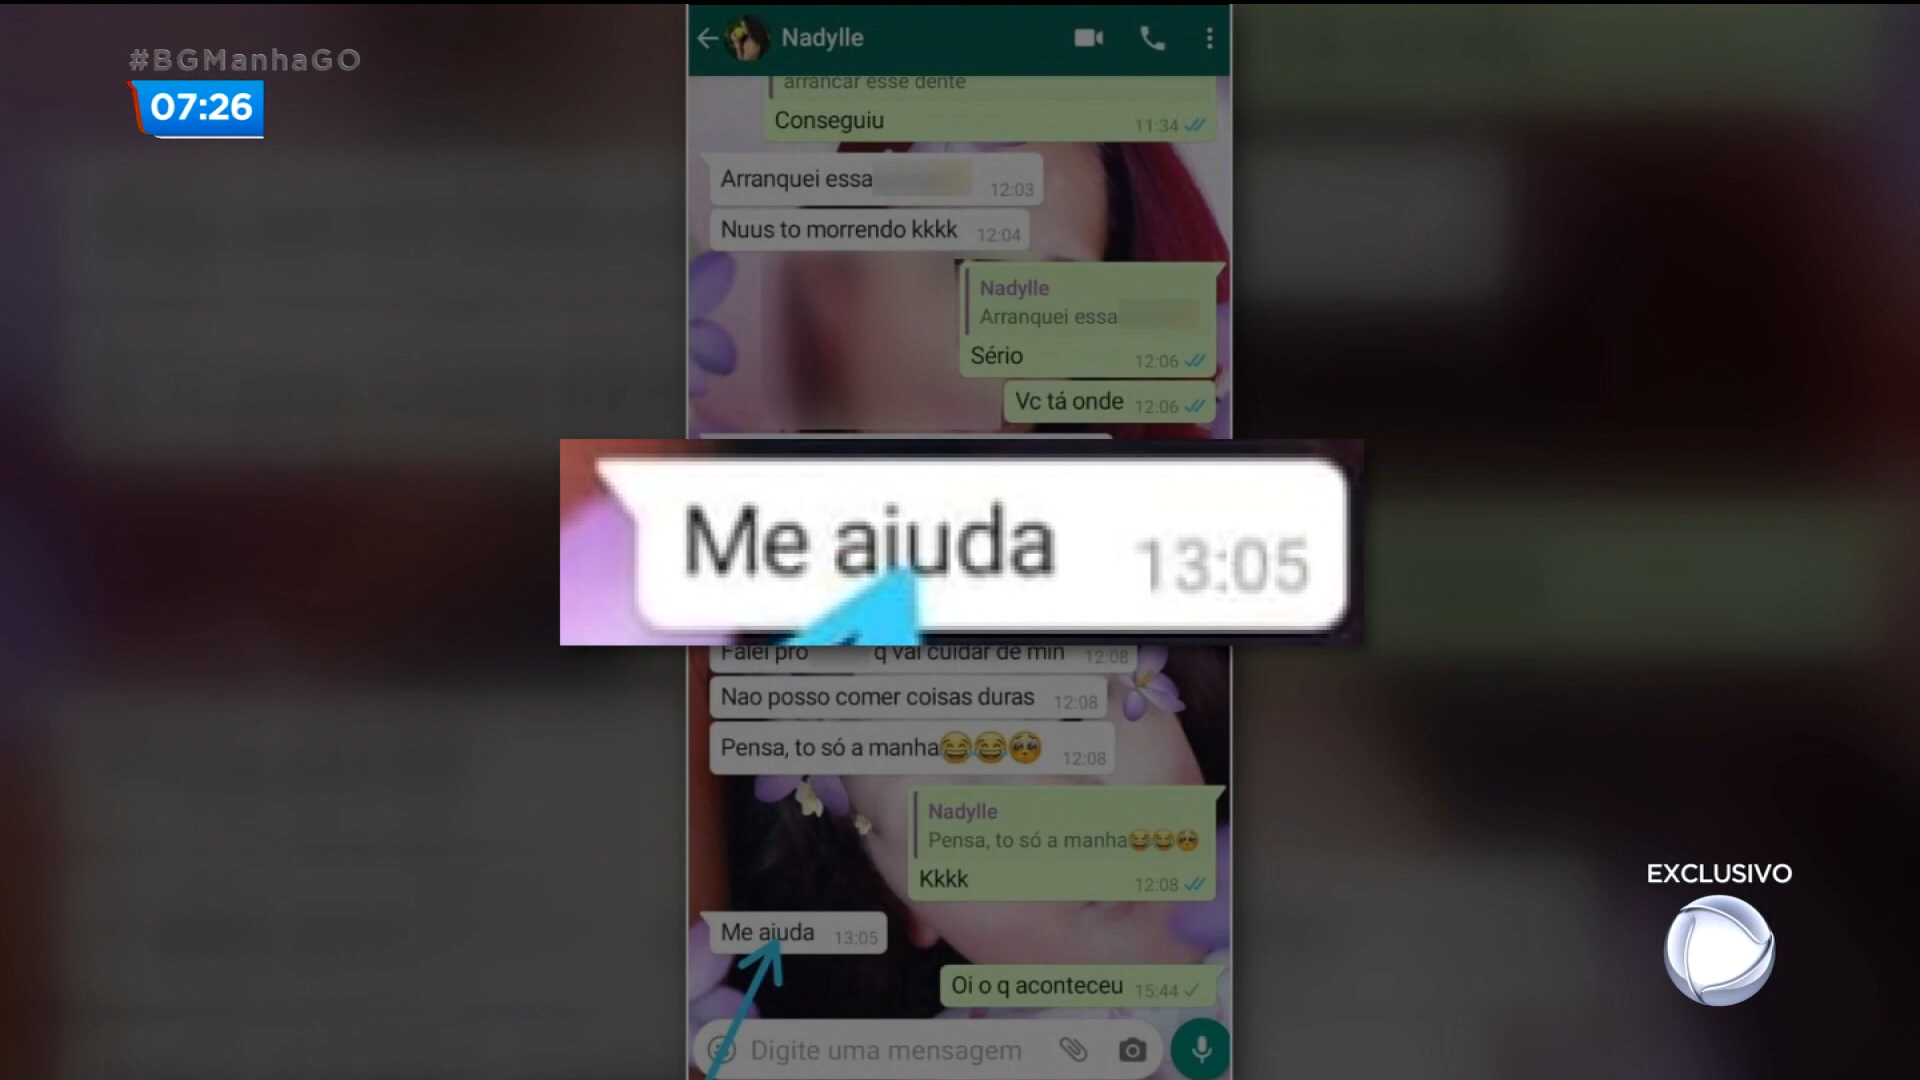 #BGManhaGO
07:26
Nadylle
arrancar esse dente
Conseguiu 11:34
Arranquei essa 12:03
Nuus to morrendo kkkk 12:04
Nadylle
Arranquei essa
Sério 12:06
Vc tá onde 12:06
Me ajuda 13:05
Falei pro q vai cuidar de min 12:08
Nao posso comer coisas duras 12:08
Pensa, to só a manha😂😂🥺 12:08
Nadylle
Pensa, to só a manha😂😂🥺
Kkkk 12:08
Me ajuda 13:05
Oi o q aconteceu 15:44
Digite uma mensagem
EXCLUSIVO